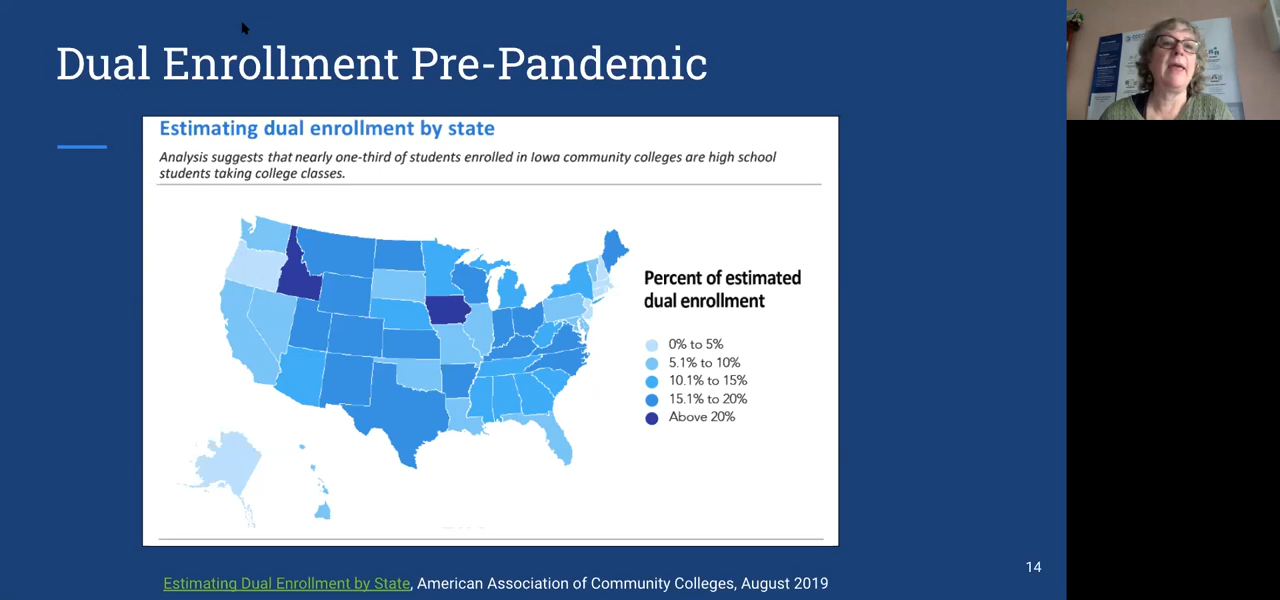 Dual Enrollment Pre-Pandemic
Estimating dual enrollment by state
Analysis suggests that nearly one-third of students enrolled in Iowa community colleges are high school
students taking college classes.
Percent of estimated
dual enrollment
0% to 5%
5.1% to 10%
10.1% to 15%
15.1% to 20%
Above 20%
14
Estimating Dual Enrollment by State, American Association of Community Colleges, August 2019